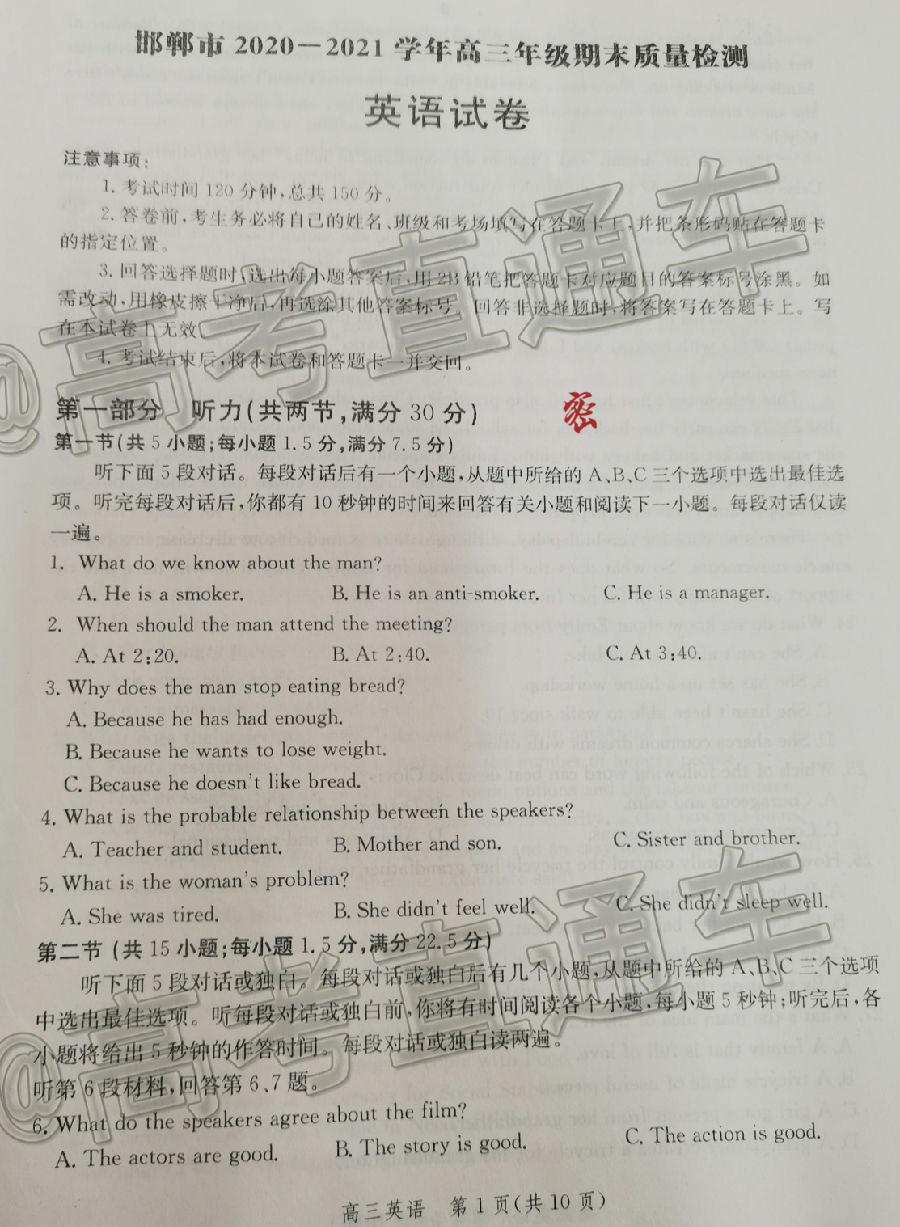 邯郸市 2020－2021 学年高三年级期末质量检测
英语试卷
注意事项:
1. 考试时间 120 分钟,总共 150 分。
2. 答卷前,考生务必将自己的姓名、班级和考场填写在答题卡上,并把条形码贴在答题卡
的指定位置。
3. 回答选择题时,选出每小题答案后,用 2B 铅笔把答题卡对应题目的答案标号涂黑。如
需改动,用橡皮擦干净后,再选涂其他答案标号。回答非选择题时,将答案写在答题卡上。写
在本试卷上无效。
4. 考试结束后,将本试卷和答题卡一并交回。
@高考直通车
第一部分 听力(共两节,满分 30 分)
密
第一节(共 5 小题;每小题 1.5 分,满分 7.5 分)
听下面 5 段对话。每段对话后有一个小题,从题中所给的 A、B、C 三个选项中选出最佳选
项。听完每段对话后,你都有 10 秒钟的时间来回答有关小题和阅读下一小题。每段对话仅读
一遍。
1. What do we know about the man?
A. He is a smoker. B. He is an anti-smoker. C. He is a manager.
2. When should the man attend the meeting?
A. At 2:20. B. At 2:40. C. At 3:40.
3. Why does the man stop eating bread?
A. Because he has had enough.
B. Because he wants to lose weight.
C. Because he doesn't like bread.
4. What is the probable relationship between the speakers?
A. Teacher and student. B. Mother and son. C. Sister and brother.
5. What is the woman's problem?
A. She was tired. B. She didn't feel well. C. She didn't sleep well.
第二节 (共 15 小题;每小题 1.5 分,满分 22.5 分)
听下面 5 段对话或独白。每段对话或独白后有几个小题,从题中所给的 A、B、C 三个选项
中选出最佳选项。听每段对话或独白前,你将有时间阅读各个小题,每小题 5 秒钟;听完后,各
小题将给出 5 秒钟的作答时间。每段对话或独白读两遍。
@高考直通车
听第 6 段材料,回答第 6、7 题。
6. What do the speakers agree about the film?
A. The actors are good. B. The story is good. C. The action is good.
高三英语 第 1 页(共 10 页)